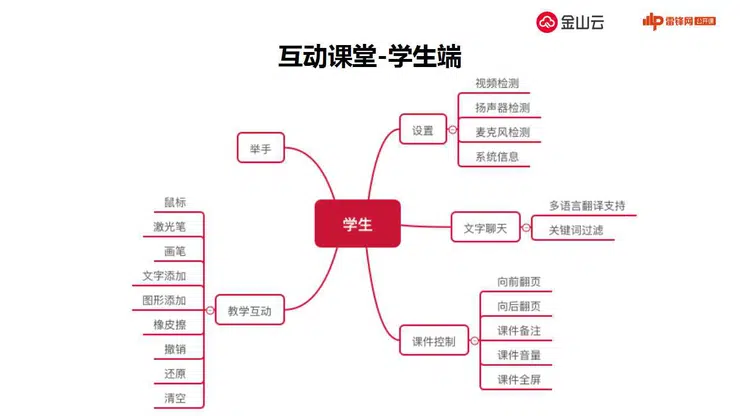 金山云
雷锋网
公开课
互动课堂-学生端
学生
举手
设置
视频检测
扬声器检测
麦克风检测
系统信息
文字聊天
多语言翻译支持
关键词过滤
课件控制
向前翻页
向后翻页
课件备注
课件音量
课件全屏
教学互动
鼠标
激光笔
画笔
文字添加
图形添加
橡皮擦
撤销
还原
清空